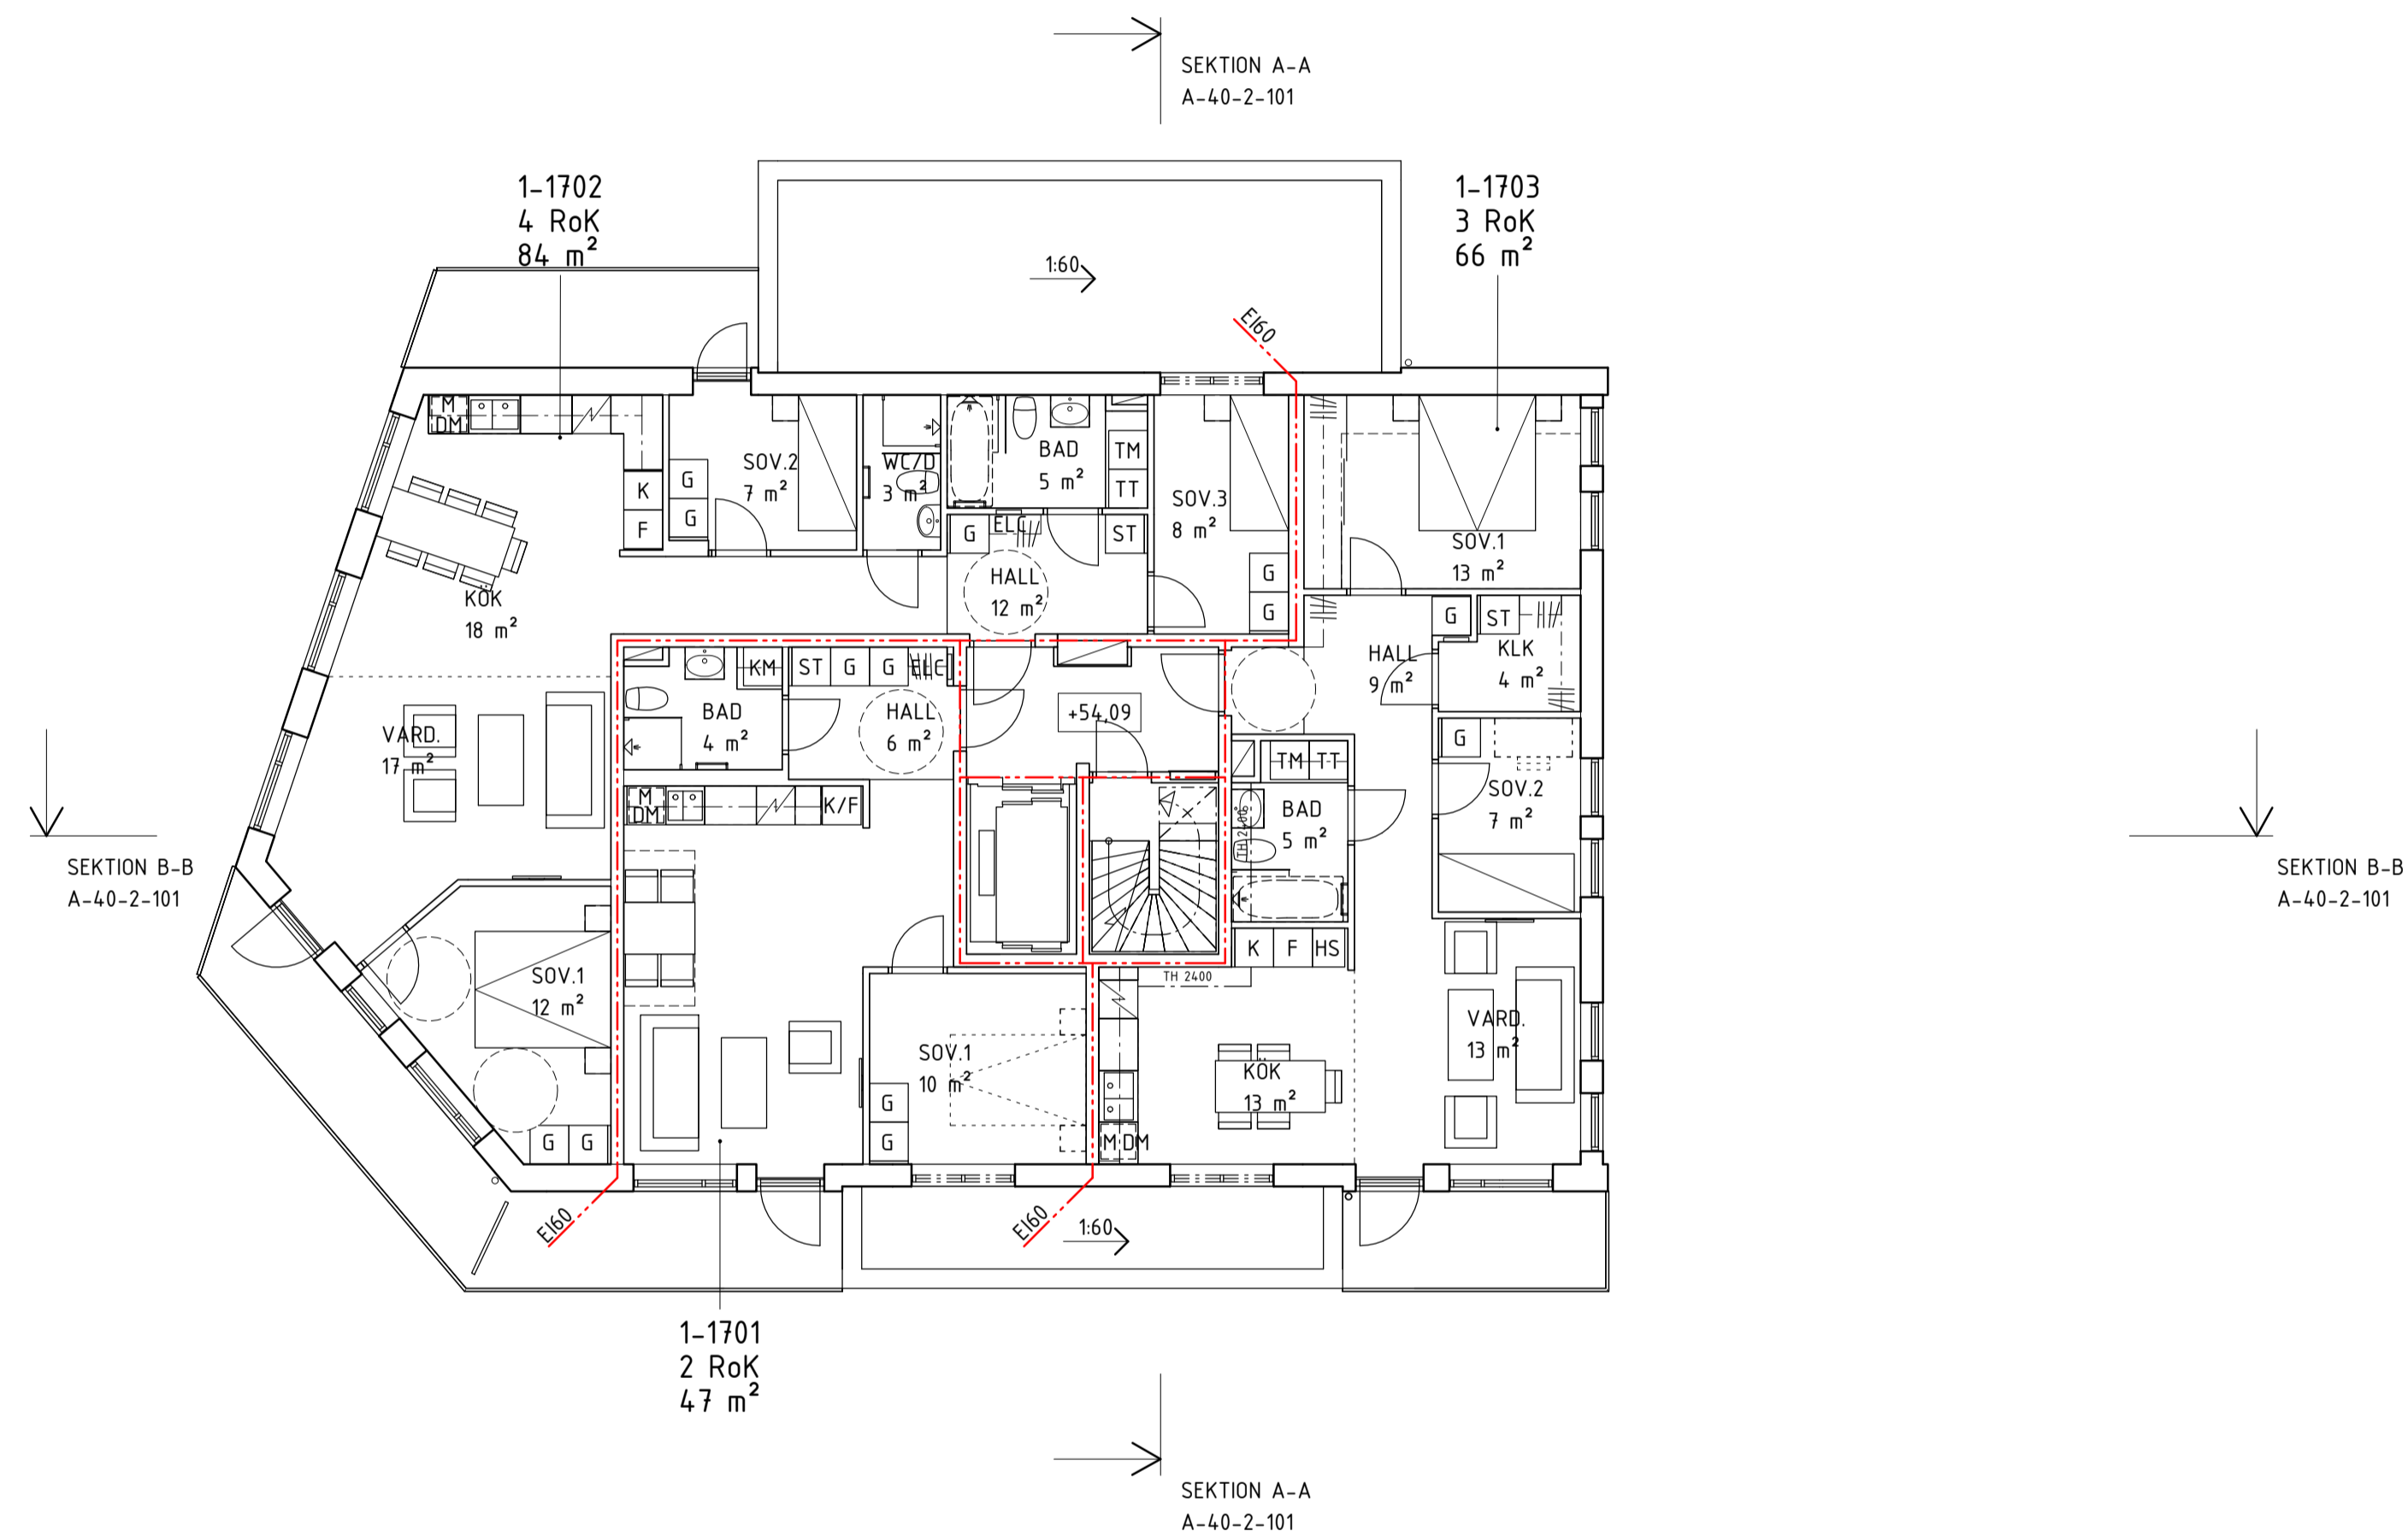 SEKTION A-A
A-40-2-101
1-1702
4 RoK
84 m²
1-1703
3 RoK
66 m²
1:60
EI60
M
DM
K
F
G
G
SOV.2
7 m²
WC/D
3 m²
BAD
5 m²
TM
TT
G
ELC
ST
HALL
12 m²
SOV.3
8 m²
G
G
SOV.1
13 m²
KÖK
18 m²
G
ST
KLK
4 m²
HALL
9 m²
KM
ST
G
G
ELC
BAD
4 m²
HALL
6 m²
+54,09
VARD.
17 m²
G
SOV.2
7 m²
TM
TT
BAD
5 m²
TH 2400
M
DM
K/F
SEKTION B-B
A-40-2-101
SEKTION B-B
A-40-2-101
SOV.1
12 m²
G
G
K
F
HS
TH 2400
SOV.1
10 m²
G
G
KÖK
13 m²
M DM
VARD.
13 m²
EI60
EI60
1:60
1-1701
2 RoK
47 m²
SEKTION A-A
A-40-2-101